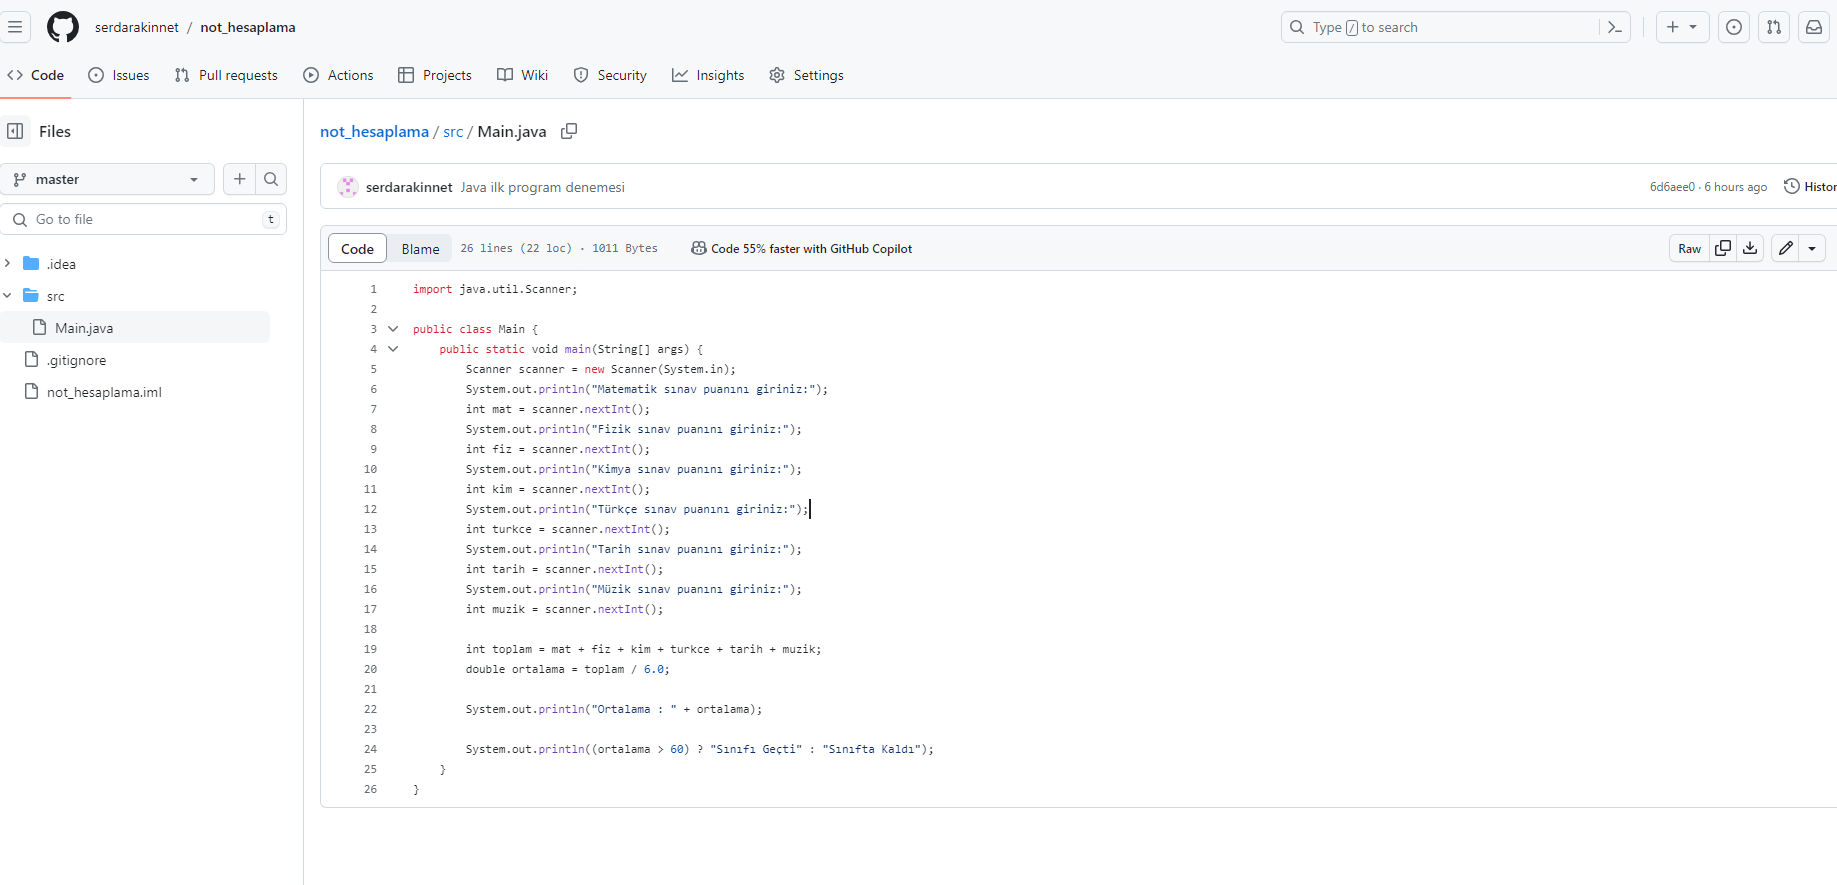 serdarakinnet / not_hesaplama
Type / to search
Code
Issues
Pull requests
Actions
Projects
Wiki
Security
Insights
Settings
Files
master
Go to file
t
.idea
src
Main.java
.gitignore
not_hesaplama.iml
not_hesaplama / src / Main.java
serdarakinnet Java ilk program denemesi
6d6aee0 · 6 hours ago
Histor
Code
Blame
26 lines (22 loc) · 1011 Bytes
Code 55% faster with GitHub Copilot
Raw
1 import java.util.Scanner;
2
3 public class Main {
4 public static void main(String[] args) {
5 Scanner scanner = new Scanner(System.in);
6 System.out.println("Matematik sınav puanını giriniz:");
7 int mat = scanner.nextInt();
8 System.out.println("Fizik sınav puanını giriniz:");
9 int fiz = scanner.nextInt();
10 System.out.println("Kimya sınav puanını giriniz:");
11 int kim = scanner.nextInt();
12 System.out.println("Türkçe sınav puanını giriniz:");
13 int turkce = scanner.nextInt();
14 System.out.println("Tarih sınav puanını giriniz:");
15 int tarih = scanner.nextInt();
16 System.out.println("Müzik sınav puanını giriniz:");
17 int muzik = scanner.nextInt();
18
19 int toplam = mat + fiz + kim + turkce + tarih + muzik;
20 double ortalama = toplam / 6.0;
21
22 System.out.println("Ortalama : " + ortalama);
23
24 System.out.println((ortalama > 60) ? "Sınıfı Geçti" : "Sınıfta Kaldı");
25 }
26 }